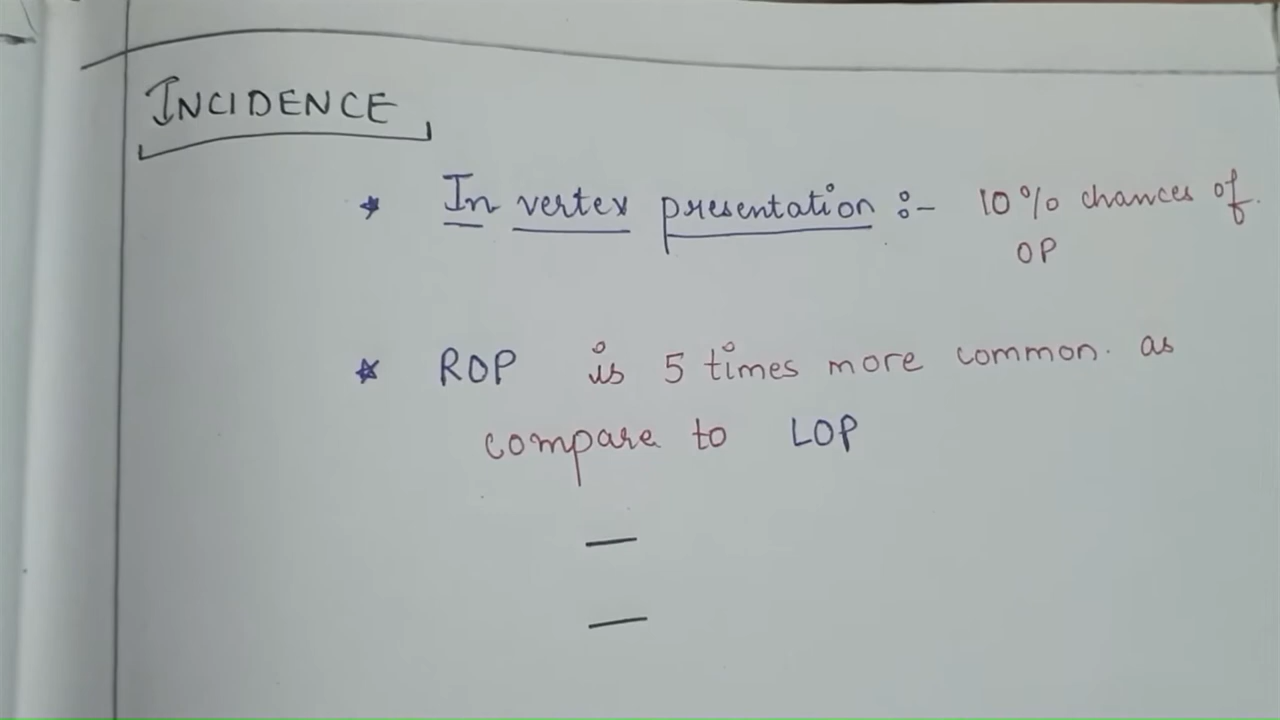 INCIDENCE
* In vertex presentation :- 10% chances of.
OP
* ROP is 5 times more common. as
compare to LOP
—
—